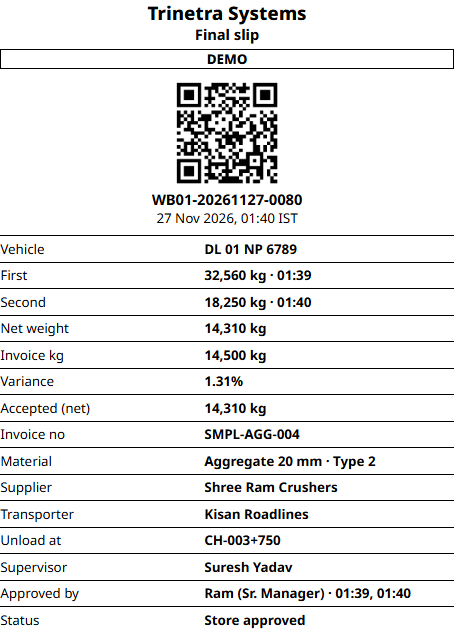 Trinetra Systems
Final slip
DEMO
WB01-20261127-0080
27 Nov 2026, 01:40 IST
Vehicle DL 01 NP 6789
First 32,560 kg · 01:39
Second 18,250 kg · 01:40
Net weight 14,310 kg
Invoice kg 14,500 kg
Variance 1.31%
Accepted (net) 14,310 kg
Invoice no SMPL-AGG-004
Material Aggregate 20 mm · Type 2
Supplier Shree Ram Crushers
Transporter Kisan Roadlines
Unload at CH-003+750
Supervisor Suresh Yadav
Approved by Ram (Sr. Manager) · 01:39, 01:40
Status Store approved